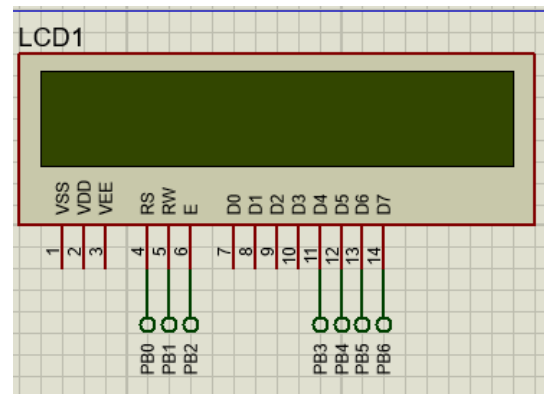 LCD1
VSS VDD VEE RS RW E D0 D1 D2 D3 D4 D5 D6 D7
1 2 3 4 5 6 7 8 9 10 11 12 13 14
PB0 PB1 PB2 PB3 PB4 PB5 PB6